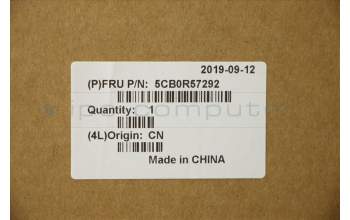 2019-09-12
(P)FRU P/N: 5CB0R57292
Quantity: 1
(4L)Origin: CN
Made in CHINA